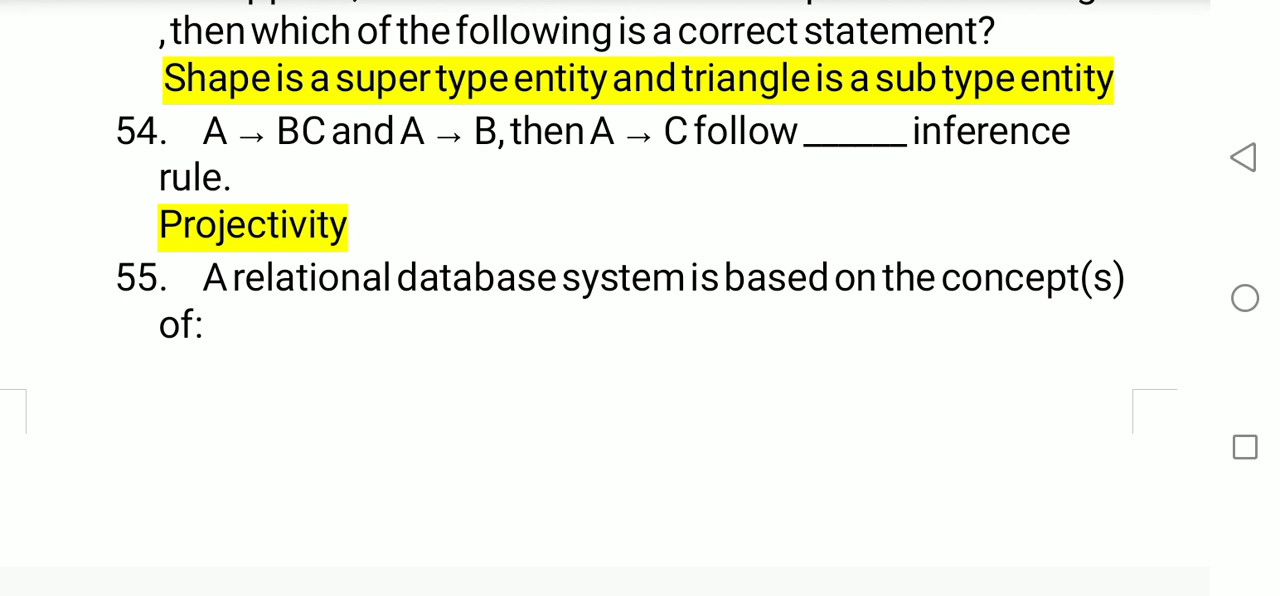 ,then which of the following is a correct statement?
Shape is a super type entity and triangle is a sub type entity
54. A → BC and A → B, then A → C follow ______ inference
rule.
Projectivity
55. A relational database system is based on the concept(s)
of: